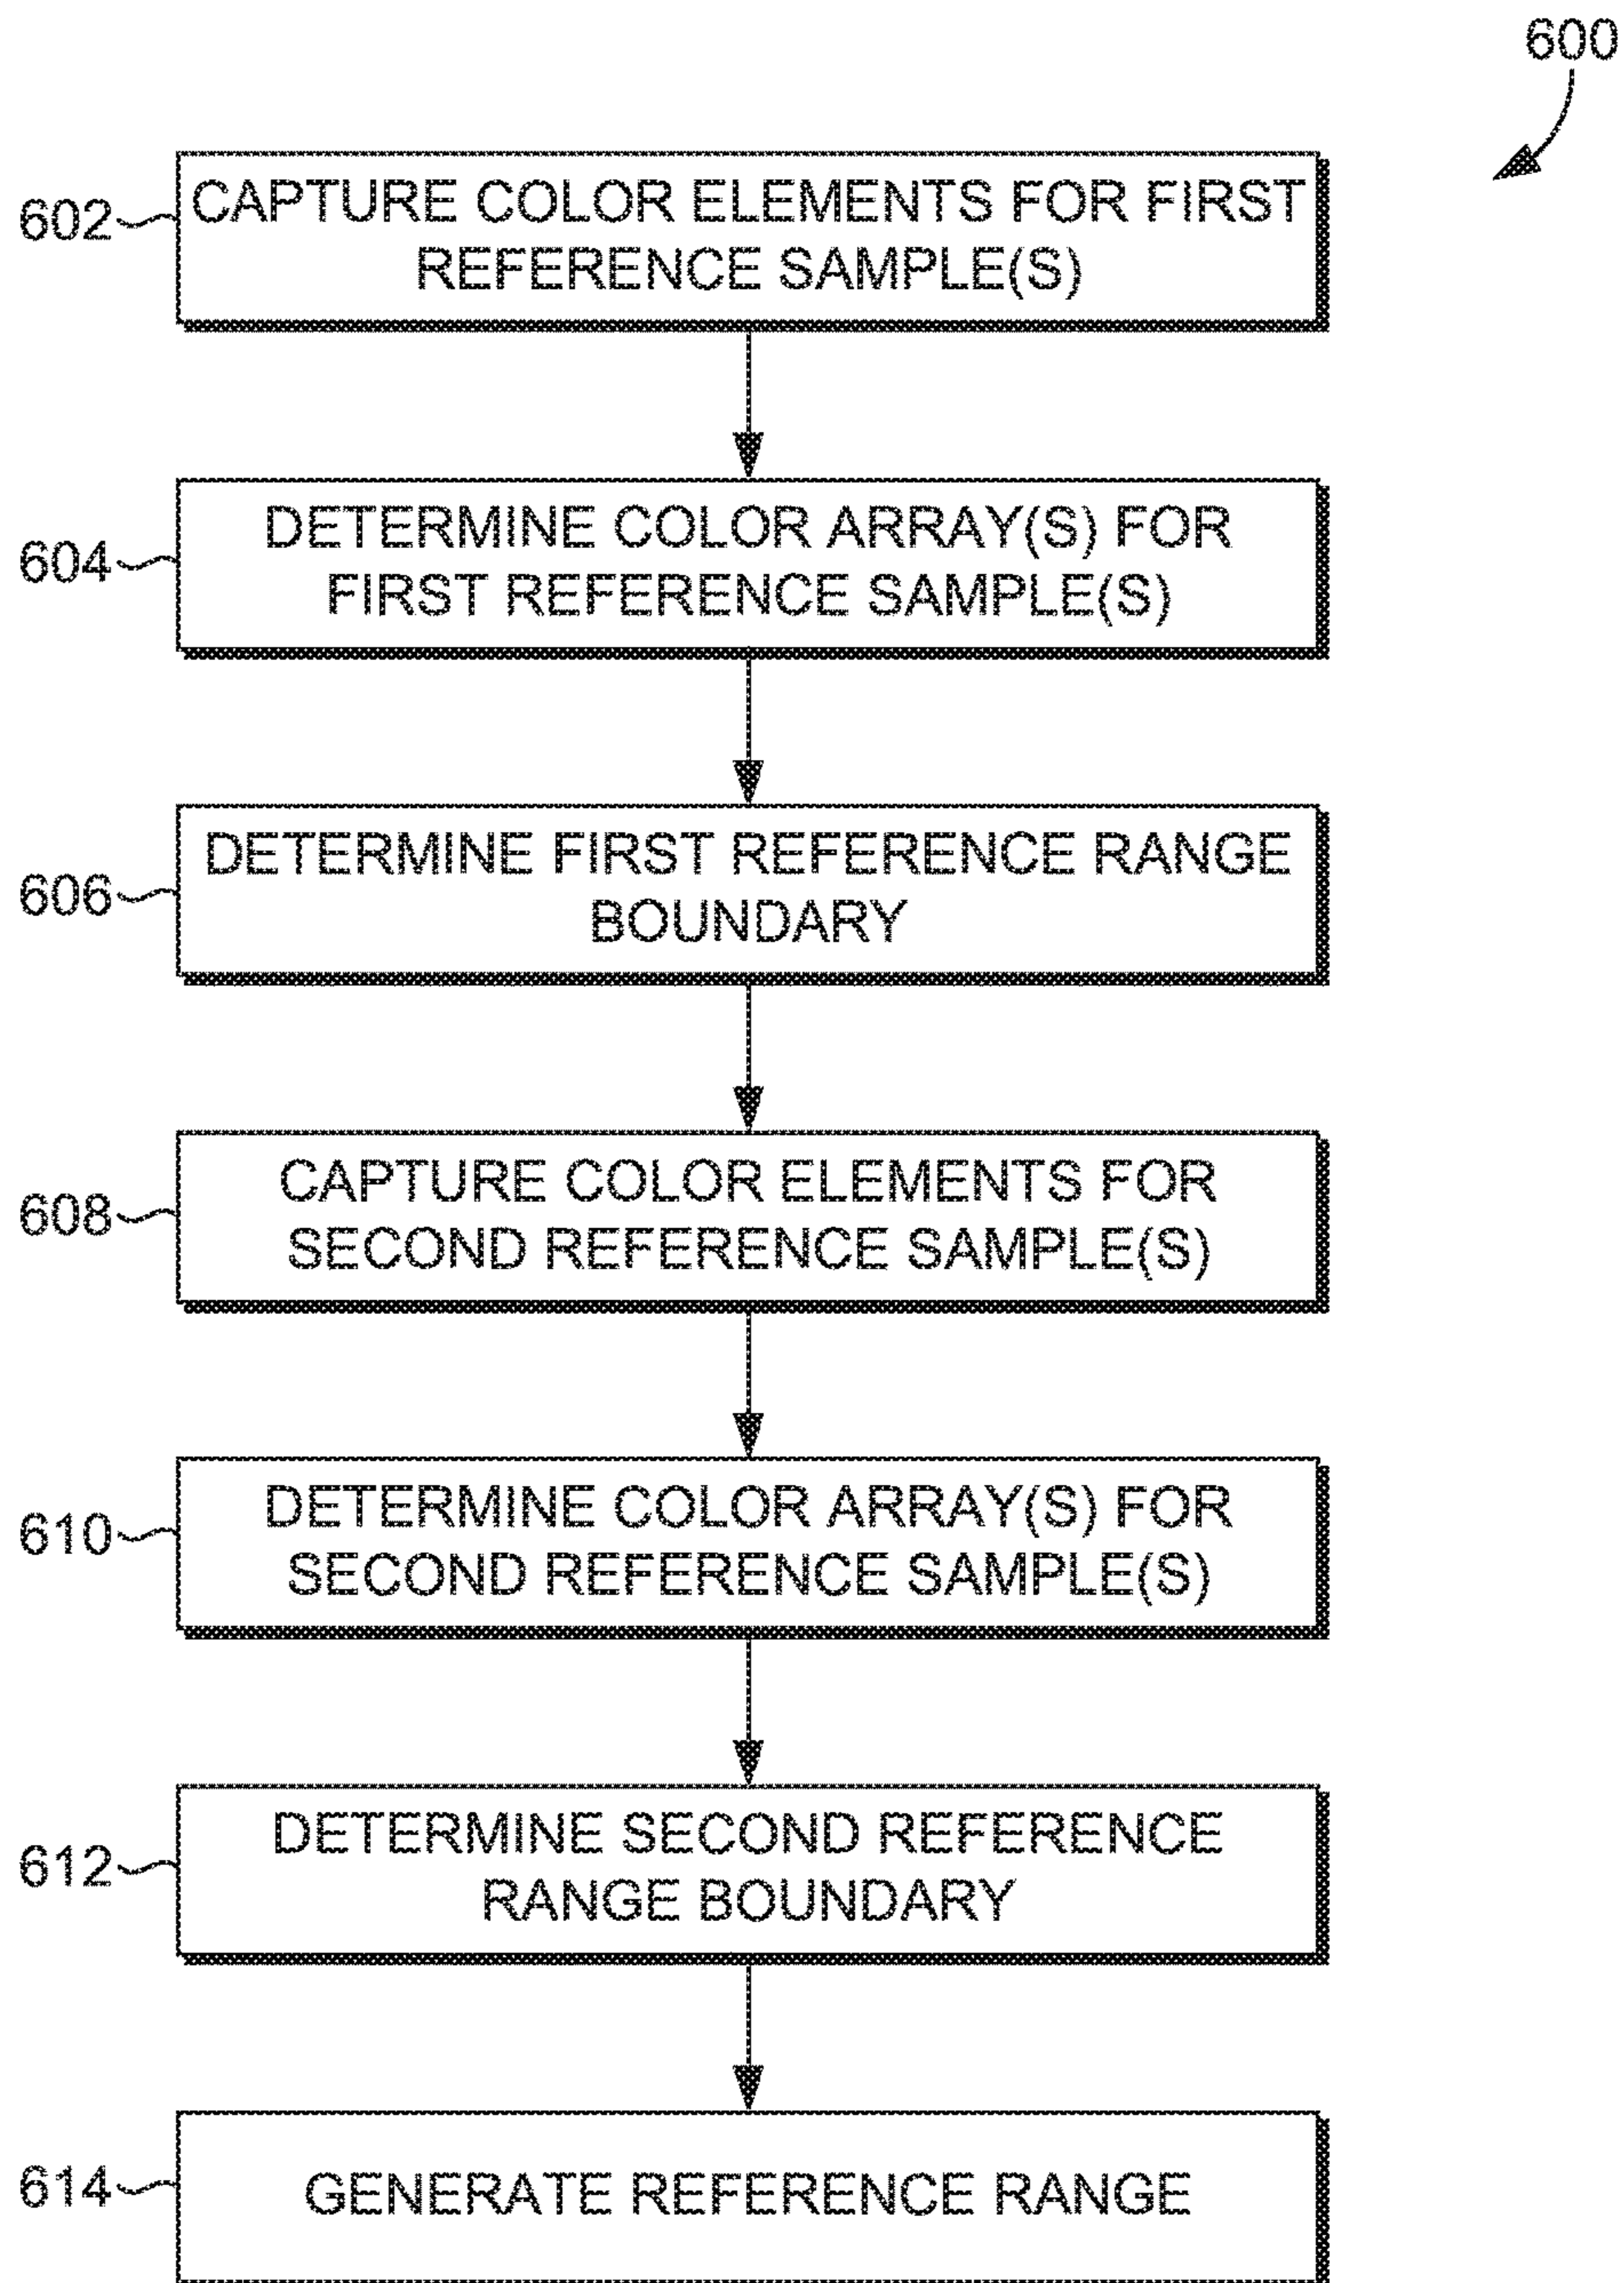 600
602
CAPTURE COLOR ELEMENTS FOR FIRST
REFERENCE SAMPLE(S)
604
DETERMINE COLOR ARRAY(S) FOR
FIRST REFERENCE SAMPLE(S)
606
DETERMINE FIRST REFERENCE RANGE
BOUNDARY
608
CAPTURE COLOR ELEMENTS FOR
SECOND REFERENCE SAMPLE(S)
610
DETERMINE COLOR ARRAY(S) FOR
SECOND REFERENCE SAMPLE(S)
612
DETERMINE SECOND REFERENCE
RANGE BOUNDARY
614
GENERATE REFERENCE RANGE